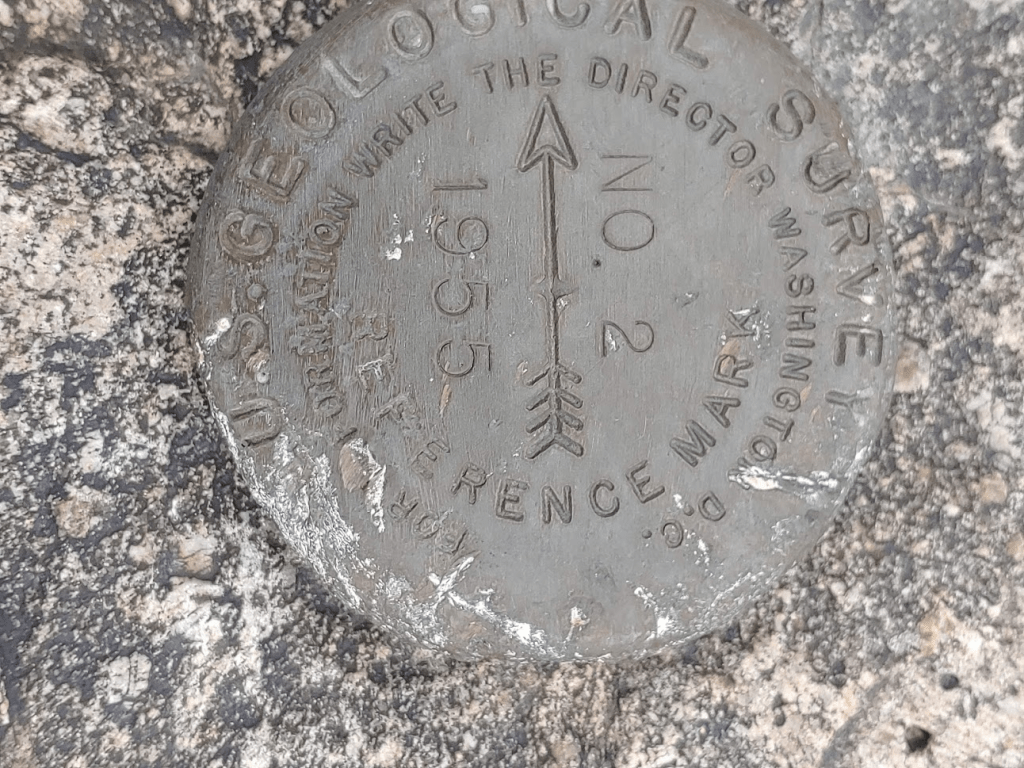 U.S. GEOLOGICAL SURVEY
FOR INFORMATION WRITE THE DIRECTOR WASHINGTON D.C.
NO. 2
1955
REFERENCE MARK